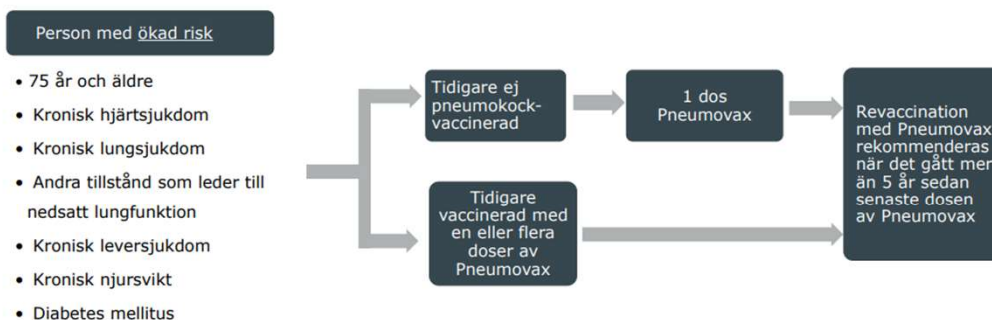 Person med ökad risk
• 75 år och äldre
• Kronisk hjärtsjukdom
• Kronisk lungsjukdom
• Andra tillstånd som leder till
nedsatt lungfunktion
• Kronisk leversjukdom
• Kronisk njursvikt
• Diabetes mellitus
Tidigare ej
pneumokock-
vaccinerad
1 dos
Pneumovax
Tidigare
vaccinerad med
en eller flera
doser av
Pneumovax
Revaccination
med Pneumovax
rekommenderas
när det gått mer
än 5 år sedan
senaste dosen
av Pneumovax